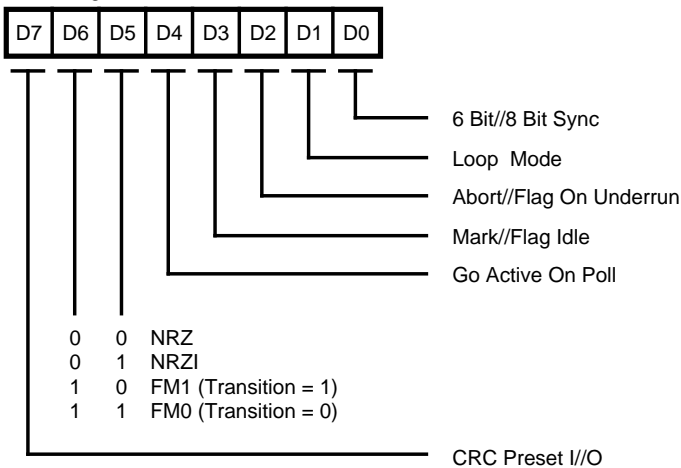 D7 D6 D5 D4 D3 D2 D1 D0
6 Bit//8 Bit Sync
Loop Mode
Abort//Flag On Underrun
Mark//Flag Idle
Go Active On Poll
0 0 NRZ
0 1 NRZI
1 0 FM1 (Transition = 1)
1 1 FM0 (Transition = 0)
CRC Preset I//O